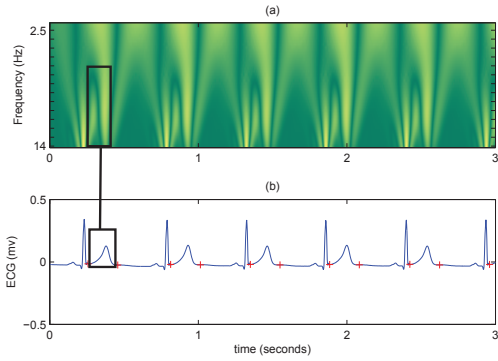 (a)
2.5
Frequency (Hz)
14
0 1 2 3
(b)
0.5
0
−0.5
ECG (mv)
0 1 2 3
time (seconds)